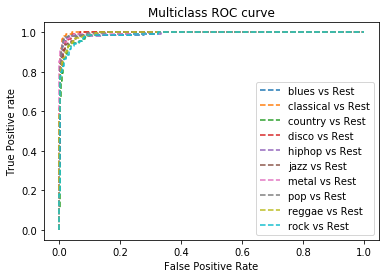 Multiclass ROC curve
True Positive rate
1.0
0.8
0.6
0.4
0.2
0.0
blues vs Rest
classical vs Rest
country vs Rest
disco vs Rest
hiphop vs Rest
jazz vs Rest
metal vs Rest
pop vs Rest
reggae vs Rest
rock vs Rest
0.0 0.2 0.4 0.6 0.8 1.0
False Positive Rate